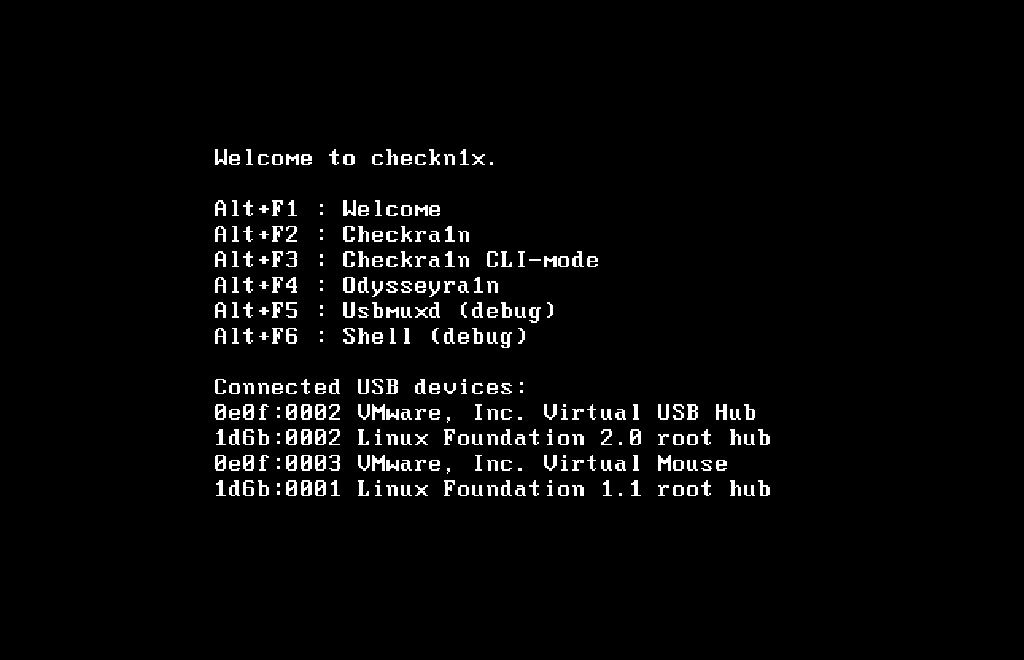 Welcome to checkn1x.
Alt+F1 : Welcome
Alt+F2 : Checkra1n
Alt+F3 : Checkra1n CLI-mode
Alt+F4 : Odysseyra1n
Alt+F5 : Usbmuxd (debug)
Alt+F6 : Shell (debug)
Connected USB devices:
0e0f:0002 VMware, Inc. Virtual USB Hub
1d6b:0002 Linux Foundation 2.0 root hub
0e0f:0003 VMware, Inc. Virtual Mouse
1d6b:0001 Linux Foundation 1.1 root hub